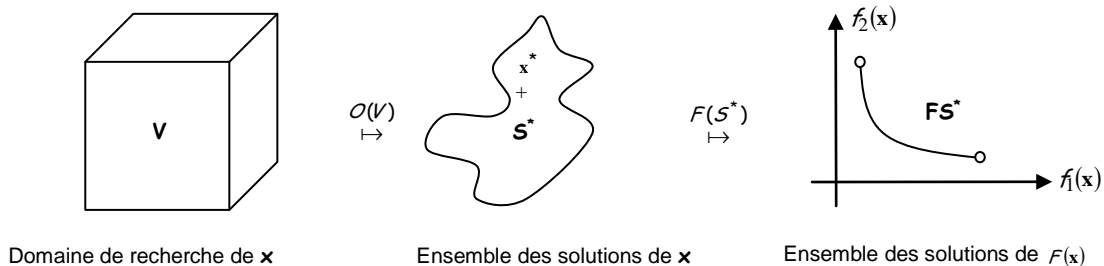 f₂(x)
x*
+
V
O(V)
↦
S*
F(S*)
↦
FS*
f₁(x)
Domaine de recherche de x
Ensemble des solutions de x
Ensemble des solutions de F(x)